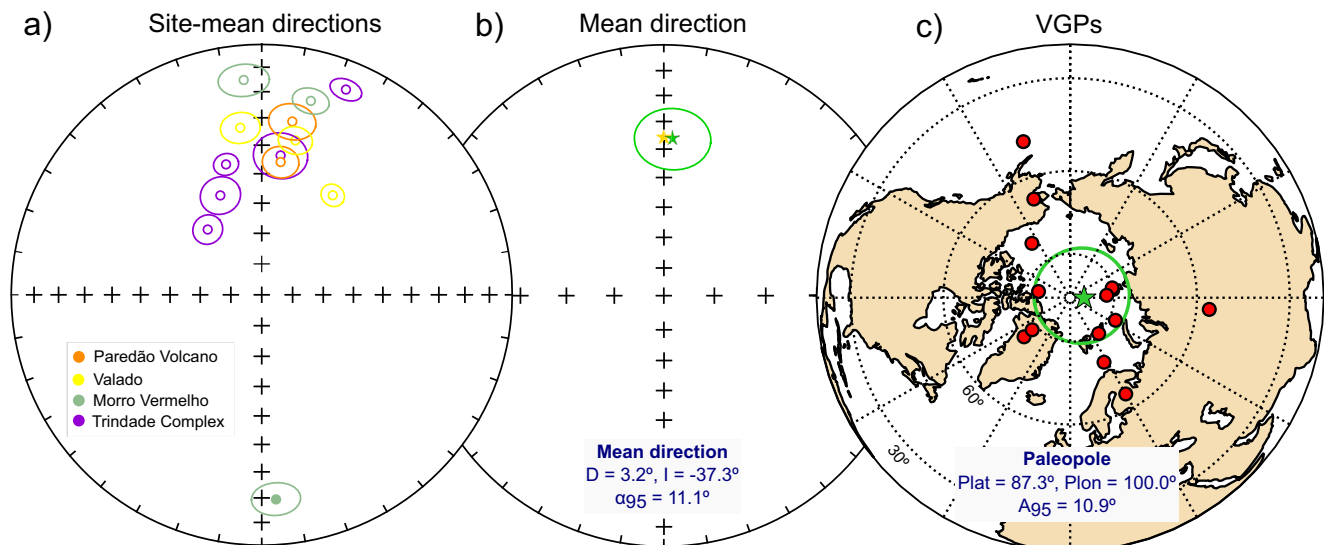 a) Site-mean directions
b) Mean direction
c) VGPs
Paredão Volcano
Valado
Morro Vermelho
Trindade Complex
Mean direction
D = 3.2º, I = -37.3º
α95 = 11.1º
60º
30º
Paleopole
Plat = 87.3º, Plon = 100.0º
A95 = 10.9º